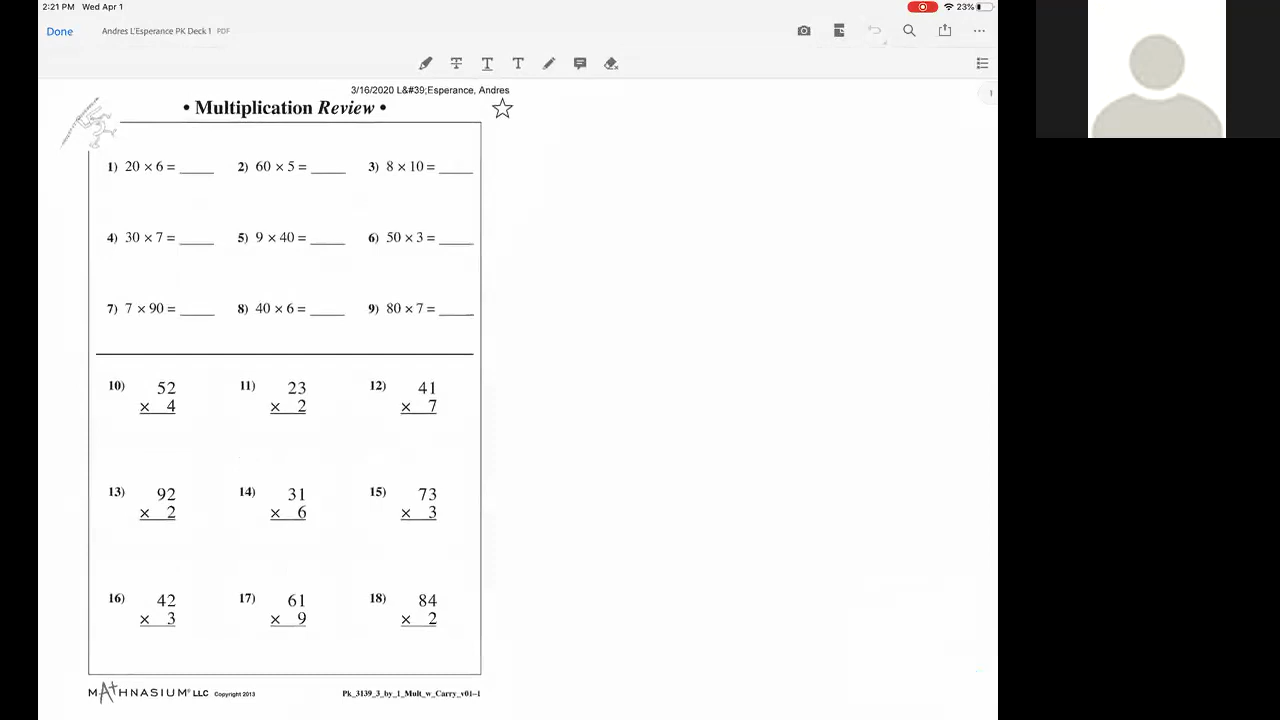 2:21 PM Wed Apr 1 23%
Done Andres L'Esperance PK Deck 1 PDF
3/16/2020 L&#39;Esperance, Andres
• Multiplication Review •
1
1) 20 × 6 = _____ 2) 60 × 5 = _____ 3) 8 × 10 = _____
4) 30 × 7 = _____ 5) 9 × 40 = _____ 6) 50 × 3 = _____
7) 7 × 90 = _____ 8) 40 × 6 = _____ 9) 80 × 7 = _____
10) 52 11) 23 12) 41
× 4 × 2 × 7
13) 92 14) 31 15) 73
× 2 × 6 × 3
16) 42 17) 61 18) 84
× 3 × 9 × 2
MATHNASIUM® LLC Copyright 2013 Pk_3139_3_by_1_Mult_w_Carry_v01–1